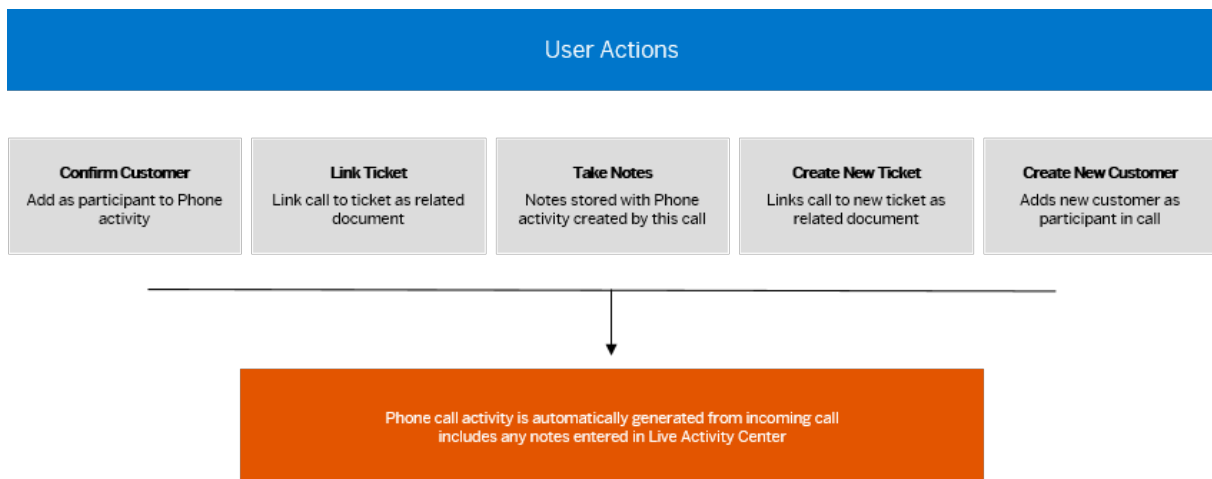 User Actions
Confirm Customer
Add as participant to Phone
activity
Link Ticket
Link call to ticket as related
document
Take Notes
Notes stored with Phone
activity created by this call
Create New Ticket
Links call to new ticket as
related document
Create New Customer
Adds new customer as
participant in call
Phone call activity is automatically generated from incoming call
includes any notes entered in Live Activity Center